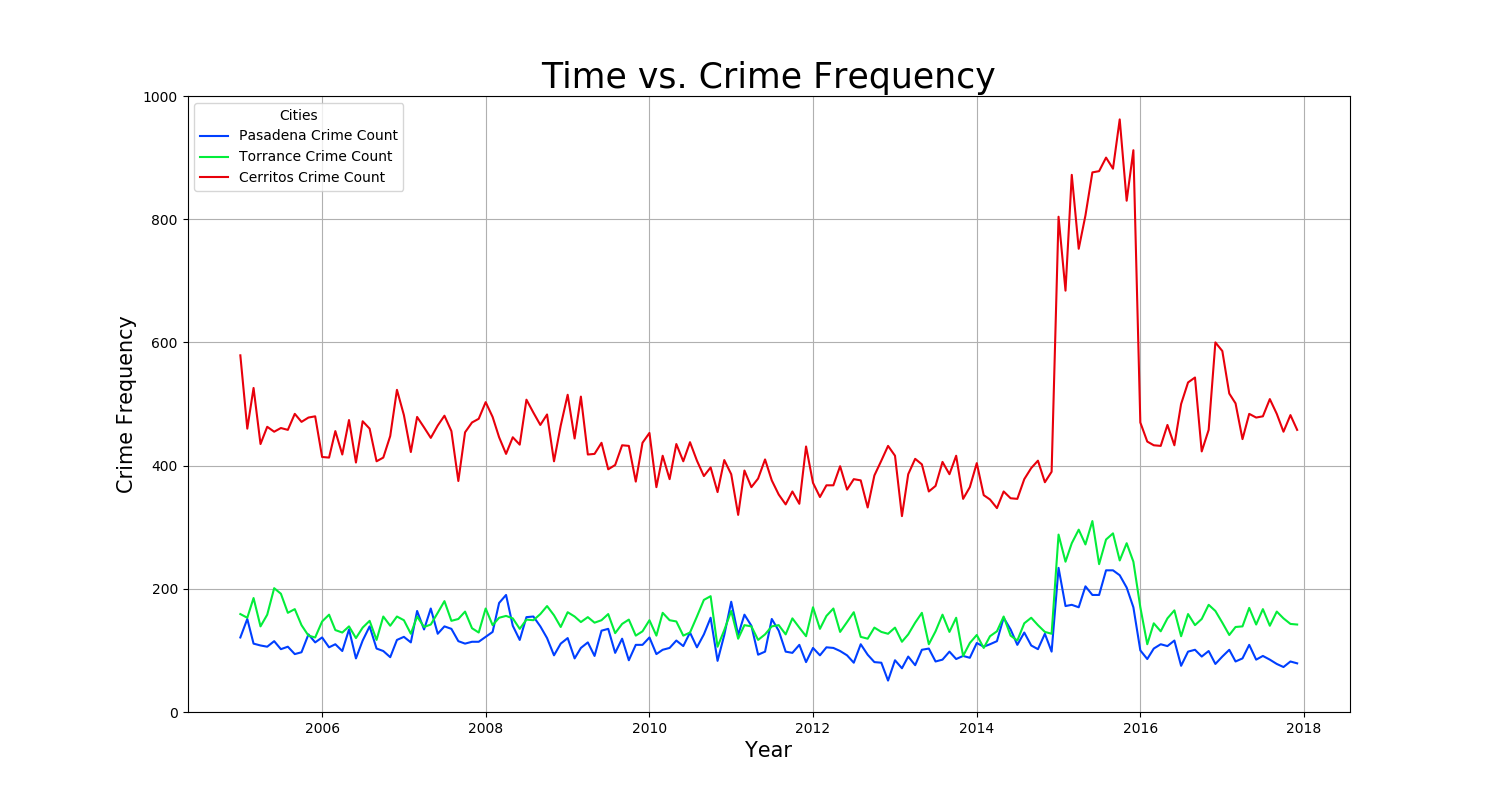 Time vs. Crime Frequency
Cities
Pasadena Crime Count
Torrance Crime Count
Cerritos Crime Count
1000
800
600
400
200
0
Crime Frequency
2006 2008 2010 2012 2014 2016 2018
Year